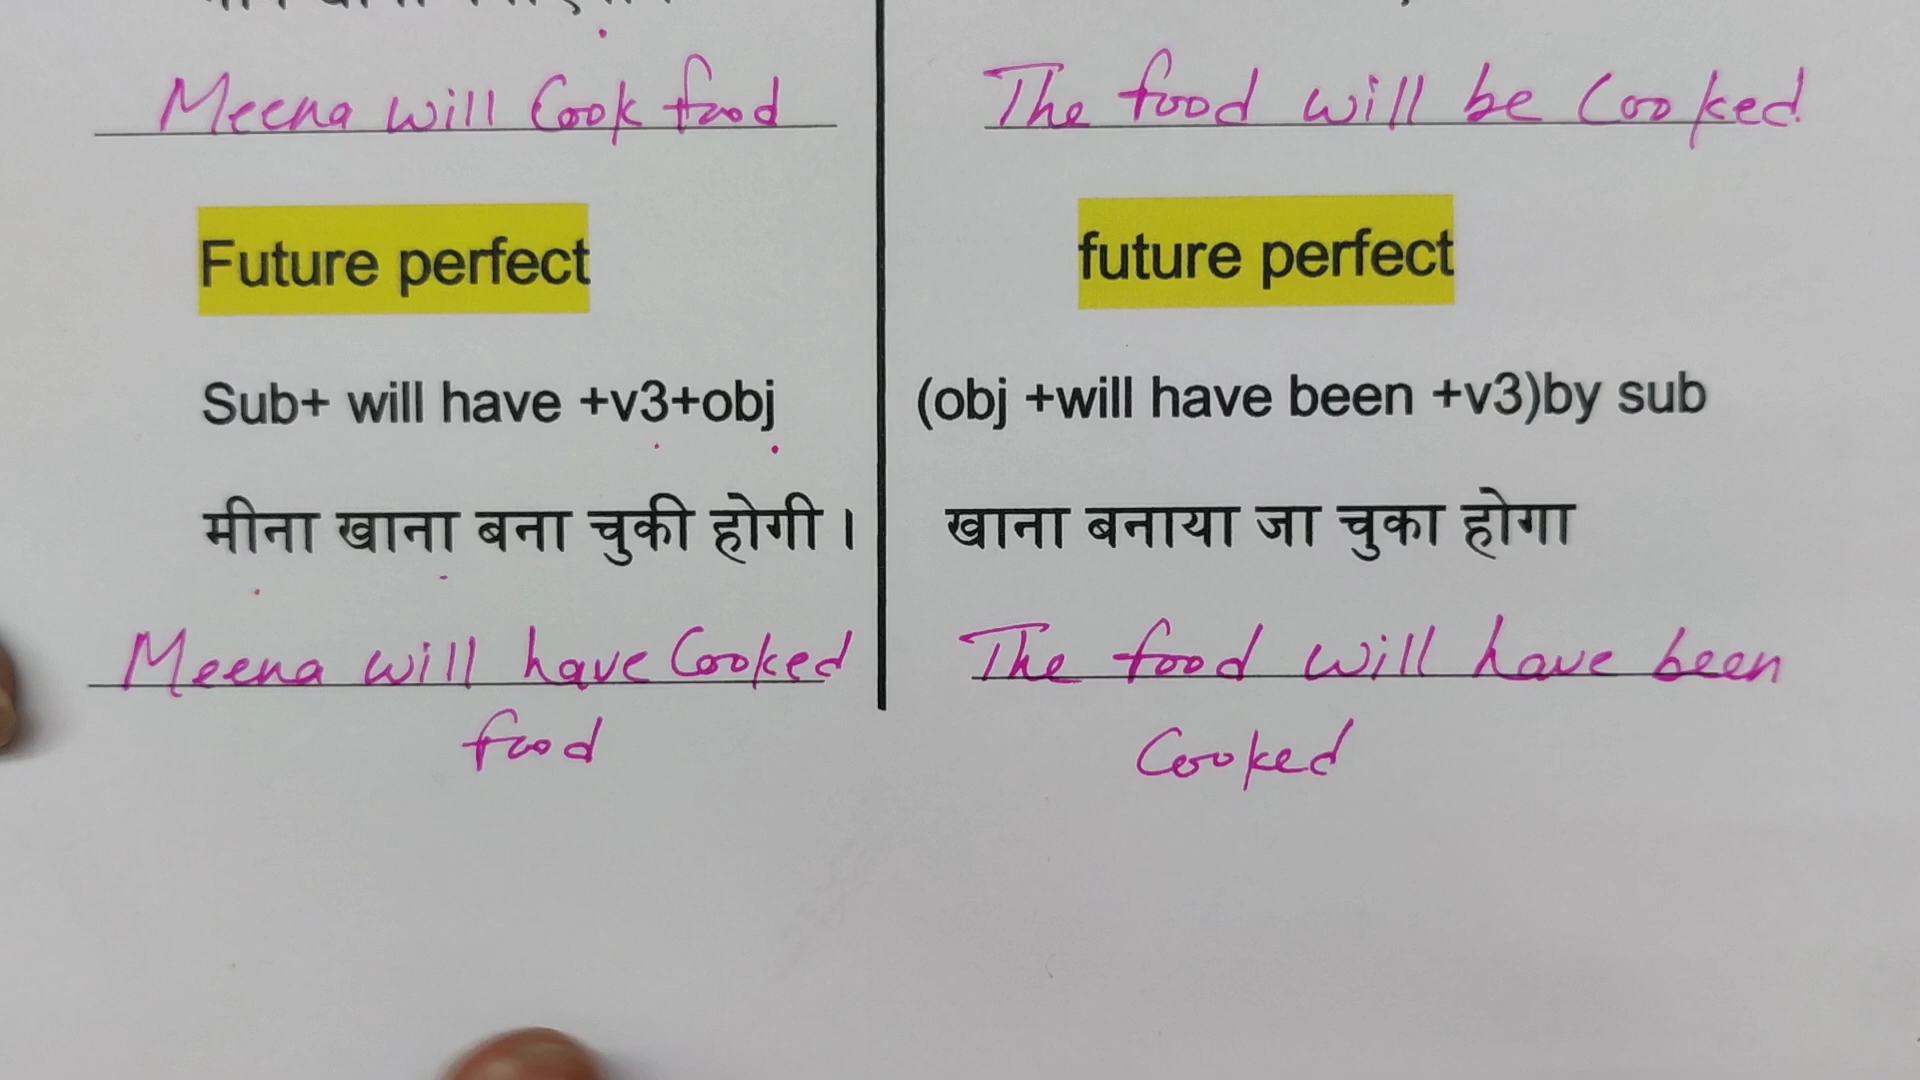 Meena will Cook food
Future perfect
Sub+ will have +v3+obj
मीना खाना बना चुकी होगी ।
Meena will have Cooked
food
The food will be Cooked
future perfect
(obj +will have been +v3)by sub
खाना बनाया जा चुका होगा
The food will have been
Cooked